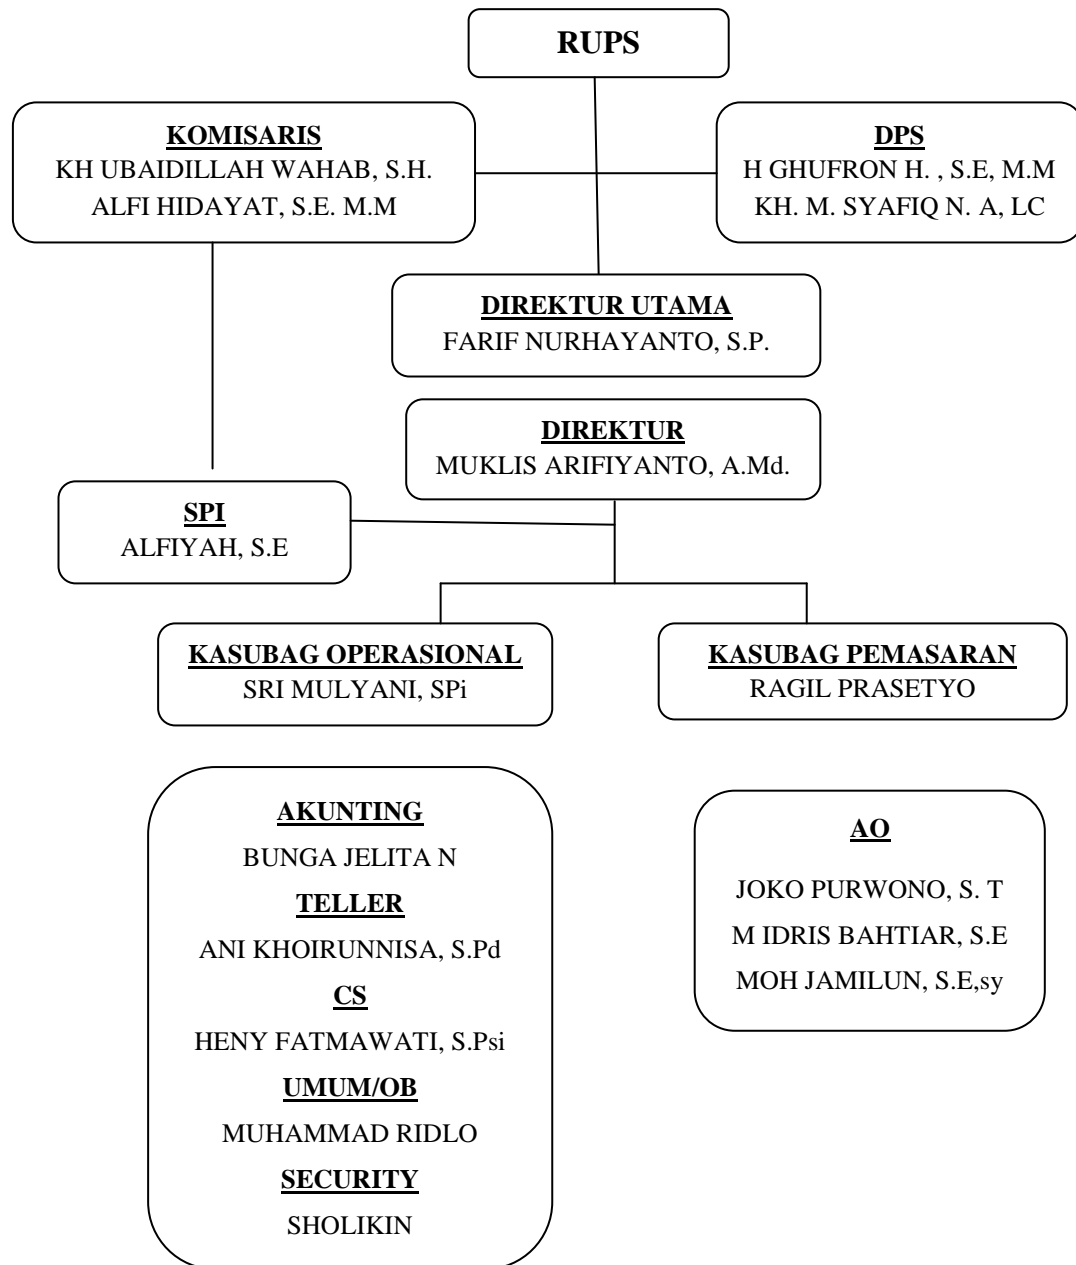 RUPS
KOMISARIS
KH UBAIDILLAH WAHAB, S.H.
ALFI HIDAYAT, S.E. M.M
DPS
H GHUFRON H. , S.E, M.M
KH. M. SYAFIQ N. A, LC
DIREKTUR UTAMA
FARIF NURHAYANTO, S.P.
DIREKTUR
MUKLIS ARIFIYANTO, A.Md.
SPI
ALFIYAH, S.E
KASUBAG OPERASIONAL
SRI MULYANI, SPi
KASUBAG PEMASARAN
RAGIL PRASETYO
AKUNTING
BUNGA JELITA N
TELLER
ANI KHOIRUNNISA, S.Pd
CS
HENY FATMAWATI, S.Psi
UMUM/OB
MUHAMMAD RIDLO
SECURITY
SHOLIKIN
AO
JOKO PURWONO, S. T
M IDRIS BAHTIAR, S.E
MOH JAMILUN, S.E,sy